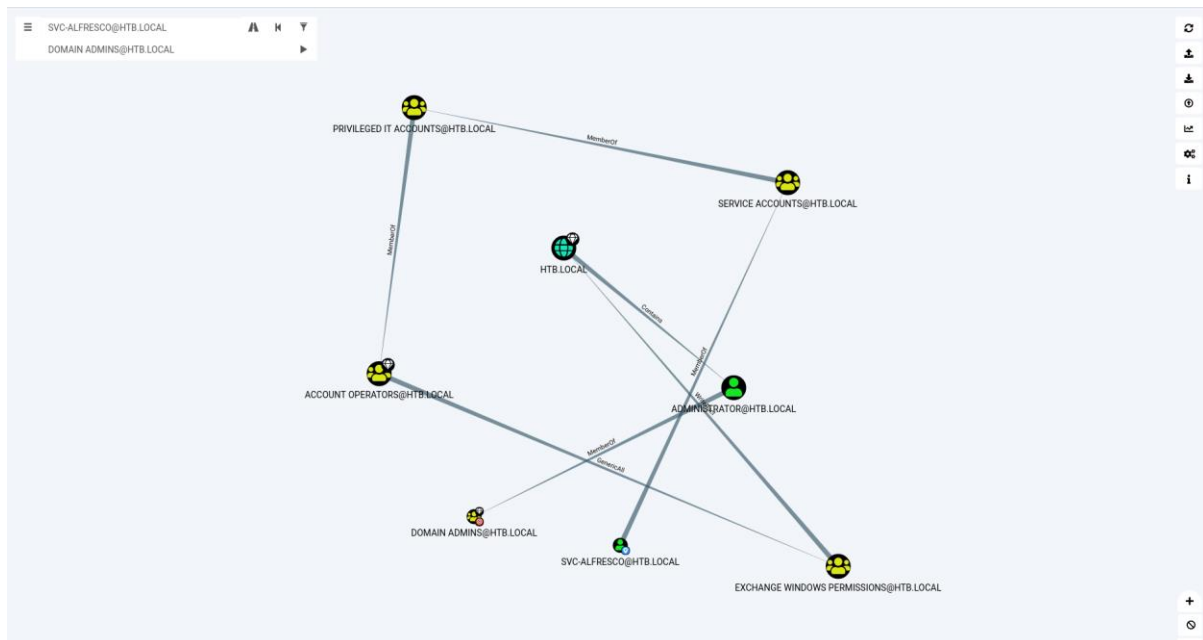 SVC-ALFRESCO@HTB.LOCAL
DOMAIN ADMINS@HTB.LOCAL
PRIVILEGED IT ACCOUNTS@HTB.LOCAL
MemberOf
SERVICE ACCOUNTS@HTB.LOCAL
MemberOf
HTB.LOCAL
Contains
MemberOf
ACCOUNT OPERATORS@HTB.LOCAL
ADMINISTRATOR@HTB.LOCAL
MemberOf
GenericAll
DOMAIN ADMINS@HTB.LOCAL
SVC-ALFRESCO@HTB.LOCAL
EXCHANGE WINDOWS PERMISSIONS@HTB.LOCAL